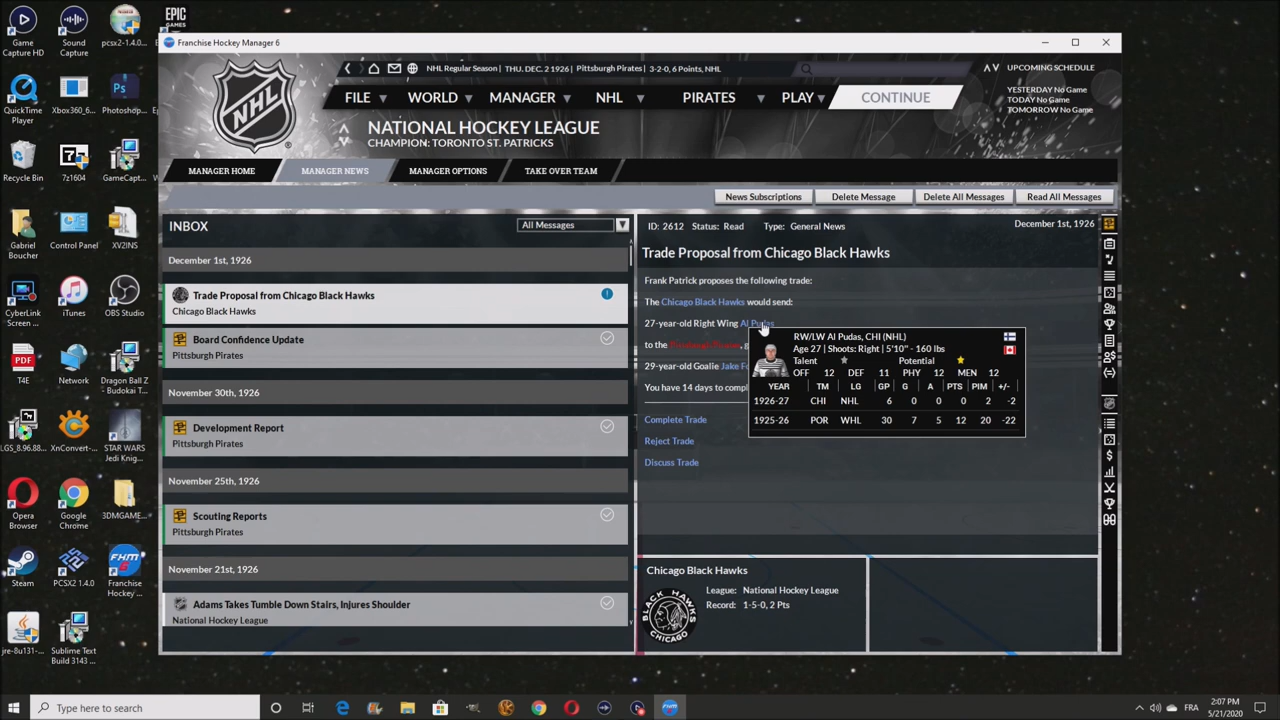 Game Capture HD
Sound Capture
pcsx2-1.4.0...
EPIC GAMES
QuickTime Player
Xbox360_6...
Photoshop...
Recycle Bin
7z1604
GameCapt...
Gabriel Boucher
Control Panel
XV2INS
CyberLink Screen ...
iTunes
OBS Studio
T4E
Network
Dragon Ball Z - Budokai T...
LGS_8.96.88...
XnConvert-...
STAR WARS Jedi Knig...
Opera Browser
Google Chrome
3DMGAME...
Steam
PCSX2 1.4.0
Franchise Hockey ...
jre-8u131-...
Sublime Text Build 3143 ...
Franchise Hockey Manager 6
NHL
NHL Regular Season | THU. DEC. 2 1926 | Pittsburgh Pirates | 3-2-0, 6 Points, NHL
UPCOMING SCHEDULE
YESTERDAY No Game
TODAY No Game
TOMORROW No Game
FILE WORLD MANAGER NHL PIRATES PLAY CONTINUE
NATIONAL HOCKEY LEAGUE
CHAMPION: TORONTO ST. PATRICKS
MANAGER HOME MANAGER NEWS MANAGER OPTIONS TAKE OVER TEAM
News Subscriptions Delete Message Delete All Messages Read All Messages
INBOX All Messages
December 1st, 1926
Trade Proposal from Chicago Black Hawks
Chicago Black Hawks
Board Confidence Update
Pittsburgh Pirates
November 30th, 1926
Development Report
Pittsburgh Pirates
November 25th, 1926
Scouting Reports
Pittsburgh Pirates
November 21st, 1926
Adams Takes Tumble Down Stairs, Injures Shoulder
National Hockey League
ID: 2612 Status: Read Type: General News December 1st, 1926
Trade Proposal from Chicago Black Hawks
Frank Patrick proposes the following trade:
The Chicago Black Hawks would send:
27-year-old Right Wing Al Pudas
to the
29-year-old Goalie Jake
You have 14 days to
Complete Trade
Reject Trade
Discuss Trade
RW/LW Al Pudas, CHI (NHL)
Age 27 | Shoots: Right | 5'10" - 160 lbs
Talent Potential
OFF 12 DEF 11 PHY 12 MEN 12
YEAR TM LG GP G A PTS PIM +/-
1926-27 CHI NHL 6 0 0 0 2 -2
1925-26 POR WHL 30 7 5 12 20 -22
Chicago Black Hawks
League: National Hockey League
Record: 1-5-0, 2 Pts
BLACK HAWKS CHICAGO
Type here to search
FRA
2:07 PM
5/21/2020